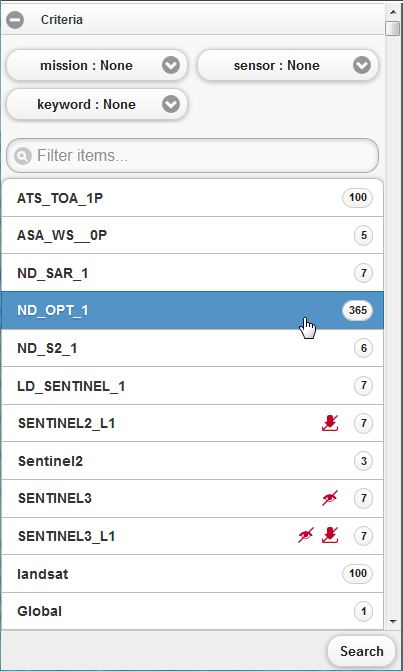 Criteria
mission : None sensor : None
keyword : None
Filter items...
ATS_TOA_1P 100
ASA_WS__0P 5
ND_SAR_1 7
ND_OPT_1 365
ND_S2_1 6
LD_SENTINEL_1 7
SENTINEL2_L1 7
Sentinel2 3
SENTINEL3 7
SENTINEL3_L1 7
landsat 100
Global 1
Search